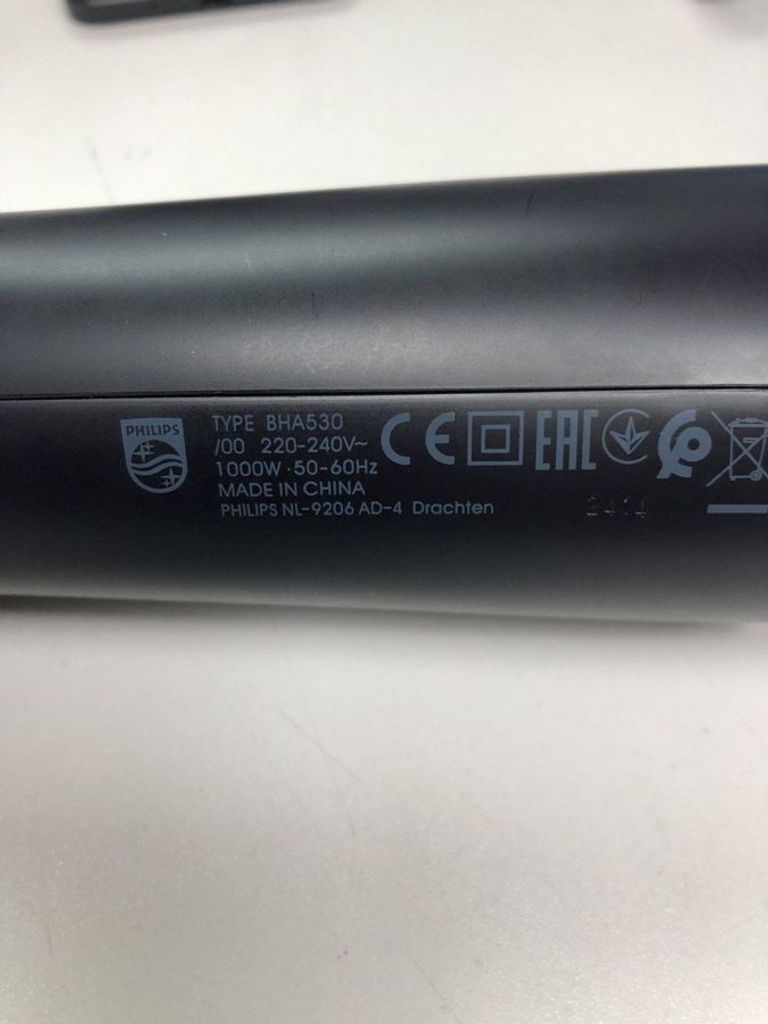 PHILIPS
TYPE BHA530
/00 220-240V~
1000W·50-60Hz
MADE IN CHINA
PHILIPS NL-9206 AD-4 Drachten
CE
EAC